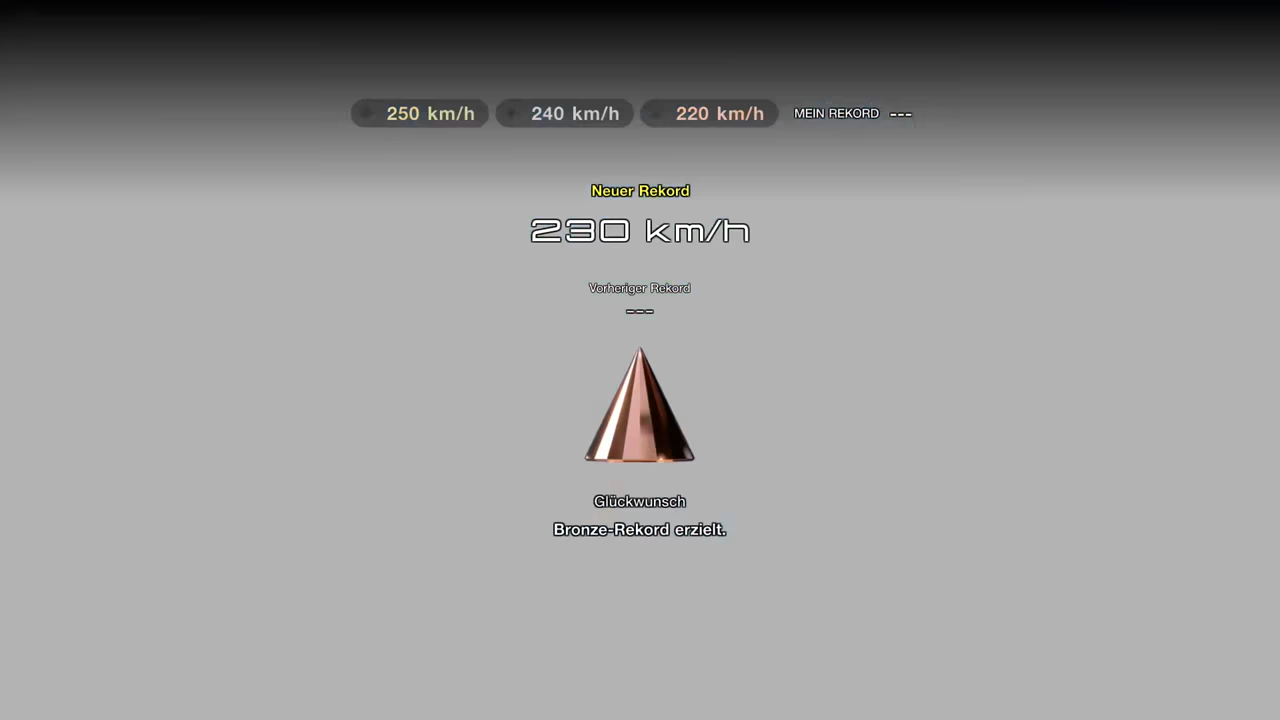 250 km/h 240 km/h 220 km/h MEIN REKORD ---
Neuer Rekord
230 km/h
Vorheriger Rekord
---
Glückwunsch
Bronze-Rekord erzielt.